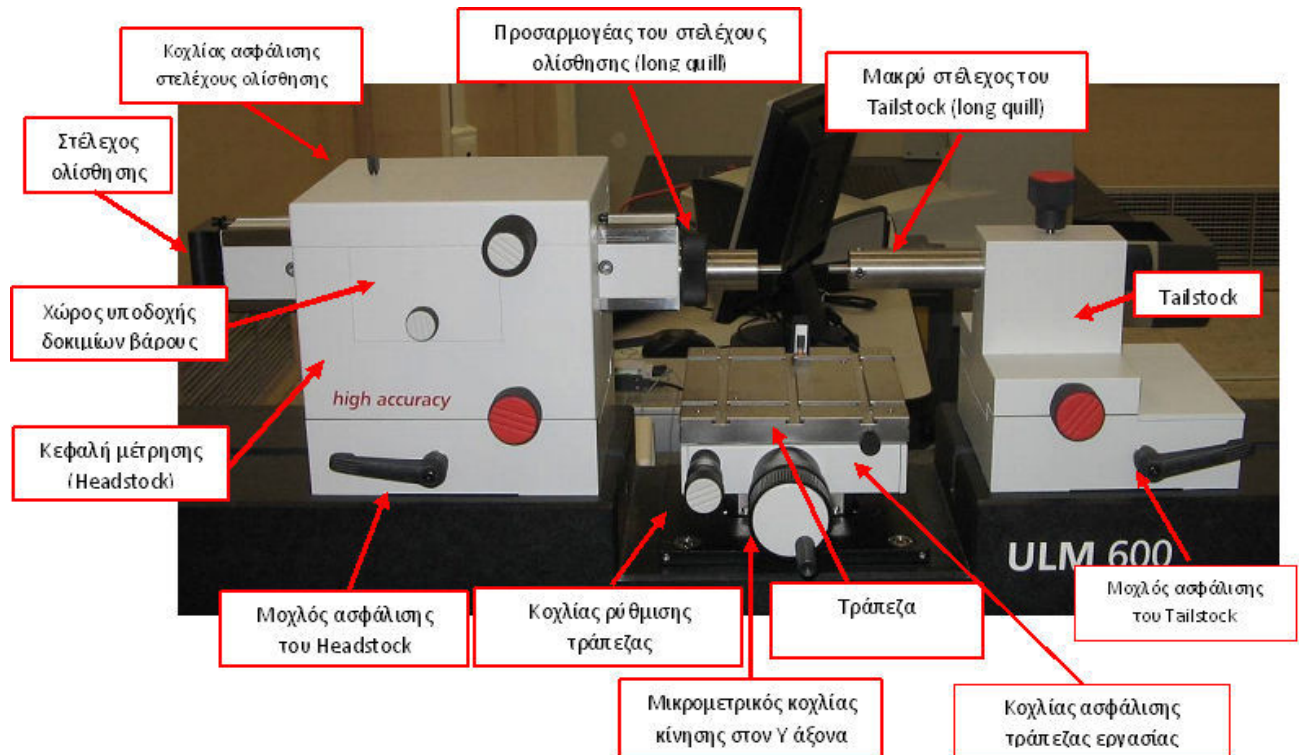 Κοχλίας ασφάλισης
στελέχους ολίσθησης
Προσαρμογέας του στελέχους
ολίσθησης (long quill)
Μακρύ στέλεχος του
Tailstock (long quill)
Στέλεχος
ολίσθησης
Tailstock
Χώρος υποδοχής
δοκιμίων βάρους
high accuracy
Κεφαλή μέτρησης
(Headstock)
ULM 600
Μοχλός ασφάλισης
του Headstock
Κοχλίας ρύθμισης
τράπεζας
Τράπεζα
Μοχλός ασφάλισης
του Tailstock
Μικρομετρικός κοχλίας
κίνησης στον Υ άξονα
Κοχλίας ασφάλισης
τράπεζας εργασίας